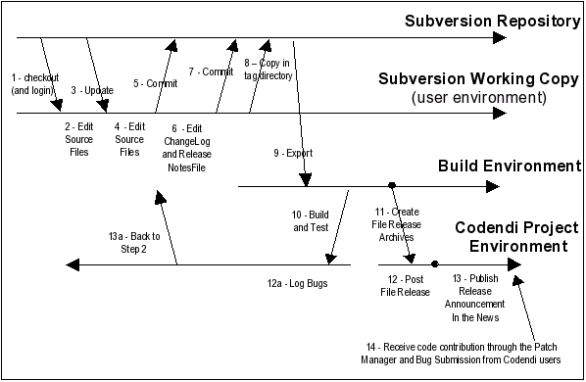 Subversion Repository
1 - checkout
(and login)
3 - Update
5 - Commit
7 - Commit
8 – Copy in
tag directory
Subversion Working Copy
(user environment)
2 - Edit
Source
Files
4 - Edit
Source
Files
6 - Edit
ChangeLog
and Release
NotesFile
9 - Export
Build Environment
10 - Build
and Test
11 - Create
File Release
Archives
Codendi Project
Environment
13a - Back to
Step 2
12a - Log Bugs
12 - Post
File Release
13 - Publish
Release
Announcement
In the News
14 - Receive code contribution through the Patch
Manager and Bug Submission from Codendi users